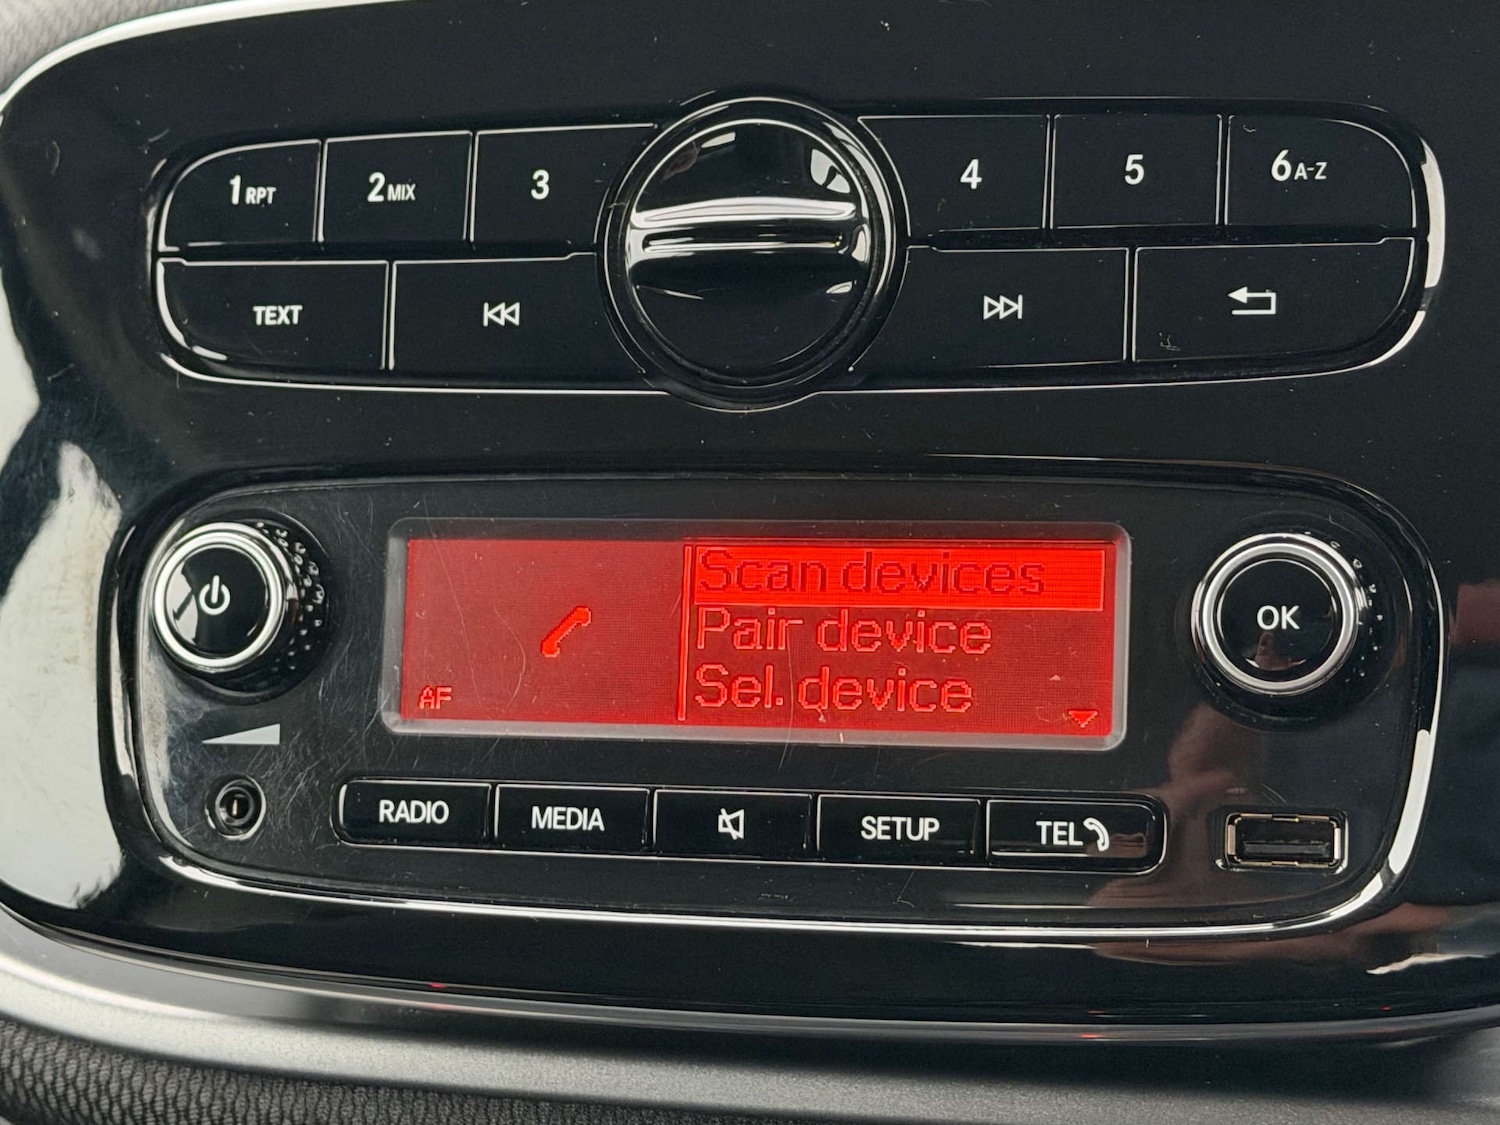 1 RPT
2 MIX
3
4
5
6 A-Z
TEXT
OK
Scan devices
Pair device
Sel. device
AF
RADIO
MEDIA
SETUP
TEL